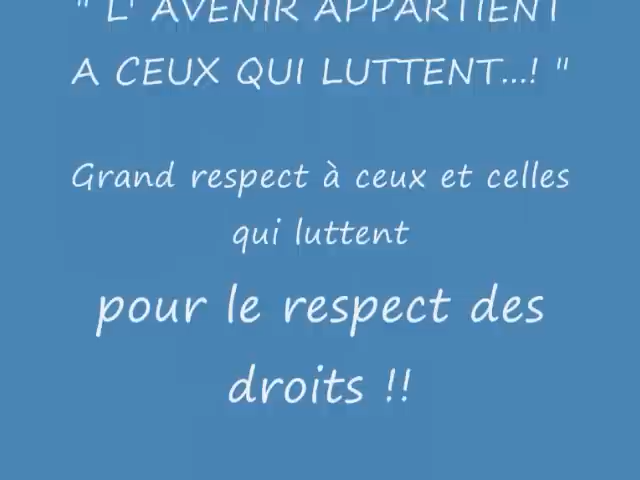 " L' AVENIR APPARTIENT
A CEUX QUI LUTTENT...! "
Grand respect à ceux et celles
qui luttent
pour le respect des
droits !!